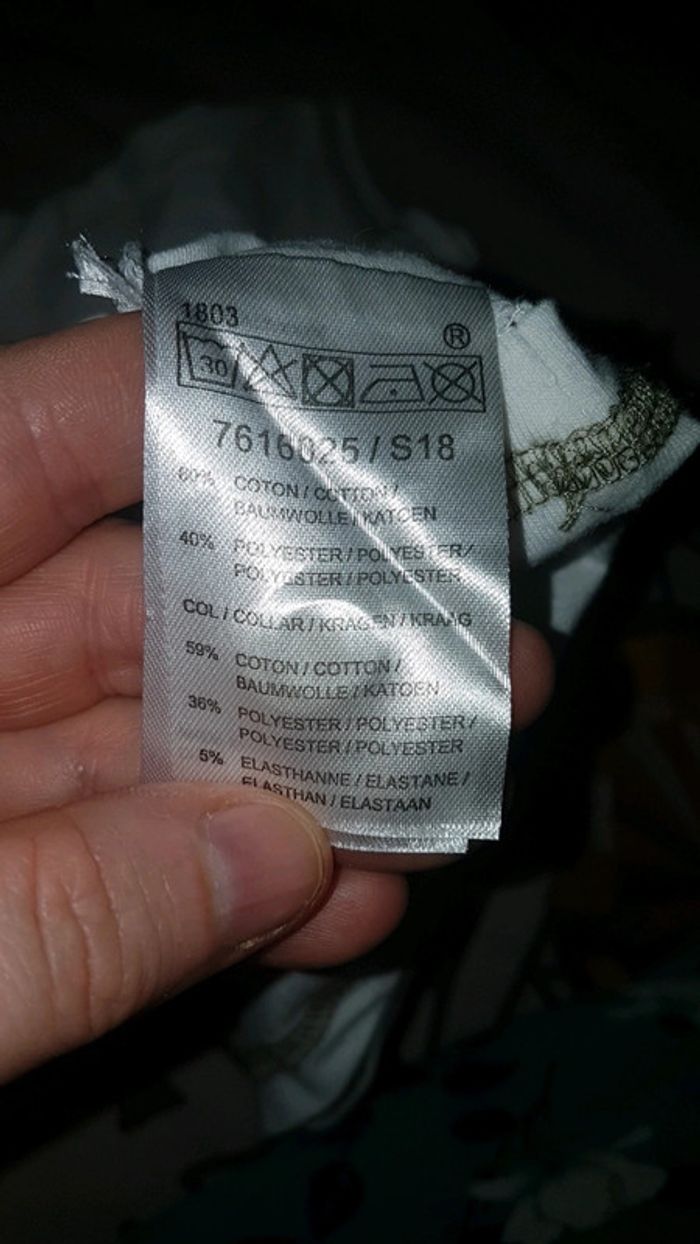 1803
®
30
7616025 / S18
60% COTON / COTTON /
BAUMWOLLE / KATOEN
40% POLYESTER / POLYESTER /
POLYESTER / POLYESTER
COL / COLLAR / KRAGEN / KRAAG
59% COTON / COTTON /
BAUMWOLLE / KATOEN
36% POLYESTER / POLYESTER /
POLYESTER / POLYESTER
5% ELASTHANNE / ELASTANE /
ELASTHAN / ELASTAAN